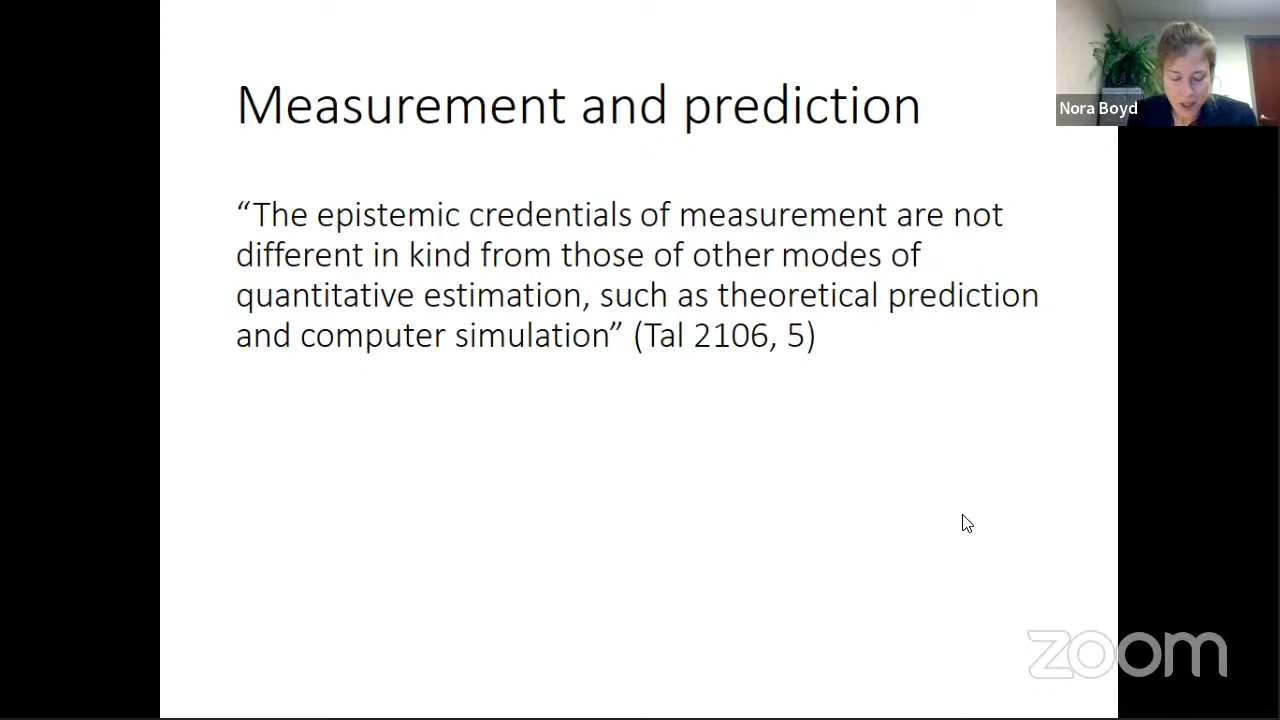 Measurement and prediction
Nora Boyd
“The epistemic credentials of measurement are not
different in kind from those of other modes of
quantitative estimation, such as theoretical prediction
and computer simulation” (Tal 2106, 5)
zoom